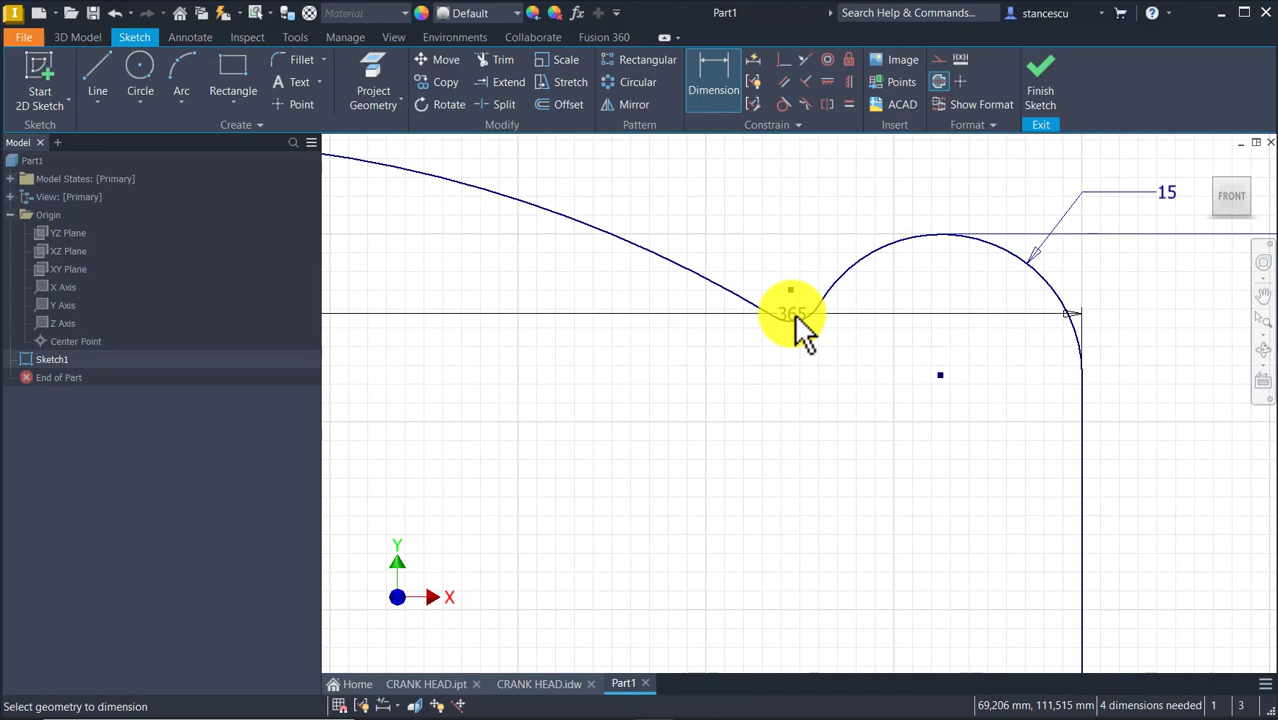 Material
Default
Part1
Search Help & Commands...
stancescu
File
3D Model
Sketch
Annotate
Inspect
Tools
Manage
View
Environments
Collaborate
Fusion 360
Start
2D Sketch
Line
Circle
Arc
Rectangle
Fillet
Text
Point
Project
Geometry
Move
Copy
Rotate
Trim
Extend
Split
Scale
Stretch
Offset
Rectangular
Circular
Mirror
Dimension
Image
Points
ACAD
Show Format
Finish
Sketch
Sketch
Create
Modify
Pattern
Constrain
Insert
Format
Exit
Model
Part1
Model States: [Primary]
View: [Primary]
Origin
YZ Plane
XZ Plane
XY Plane
X Axis
Y Axis
Z Axis
Center Point
Sketch1
End of Part
15
FRONT
365
Y
X
Home
CRANK HEAD.ipt
CRANK HEAD.idw
Part1
Select geometry to dimension
69,206 mm, 111,515 mm
4 dimensions needed
1
3